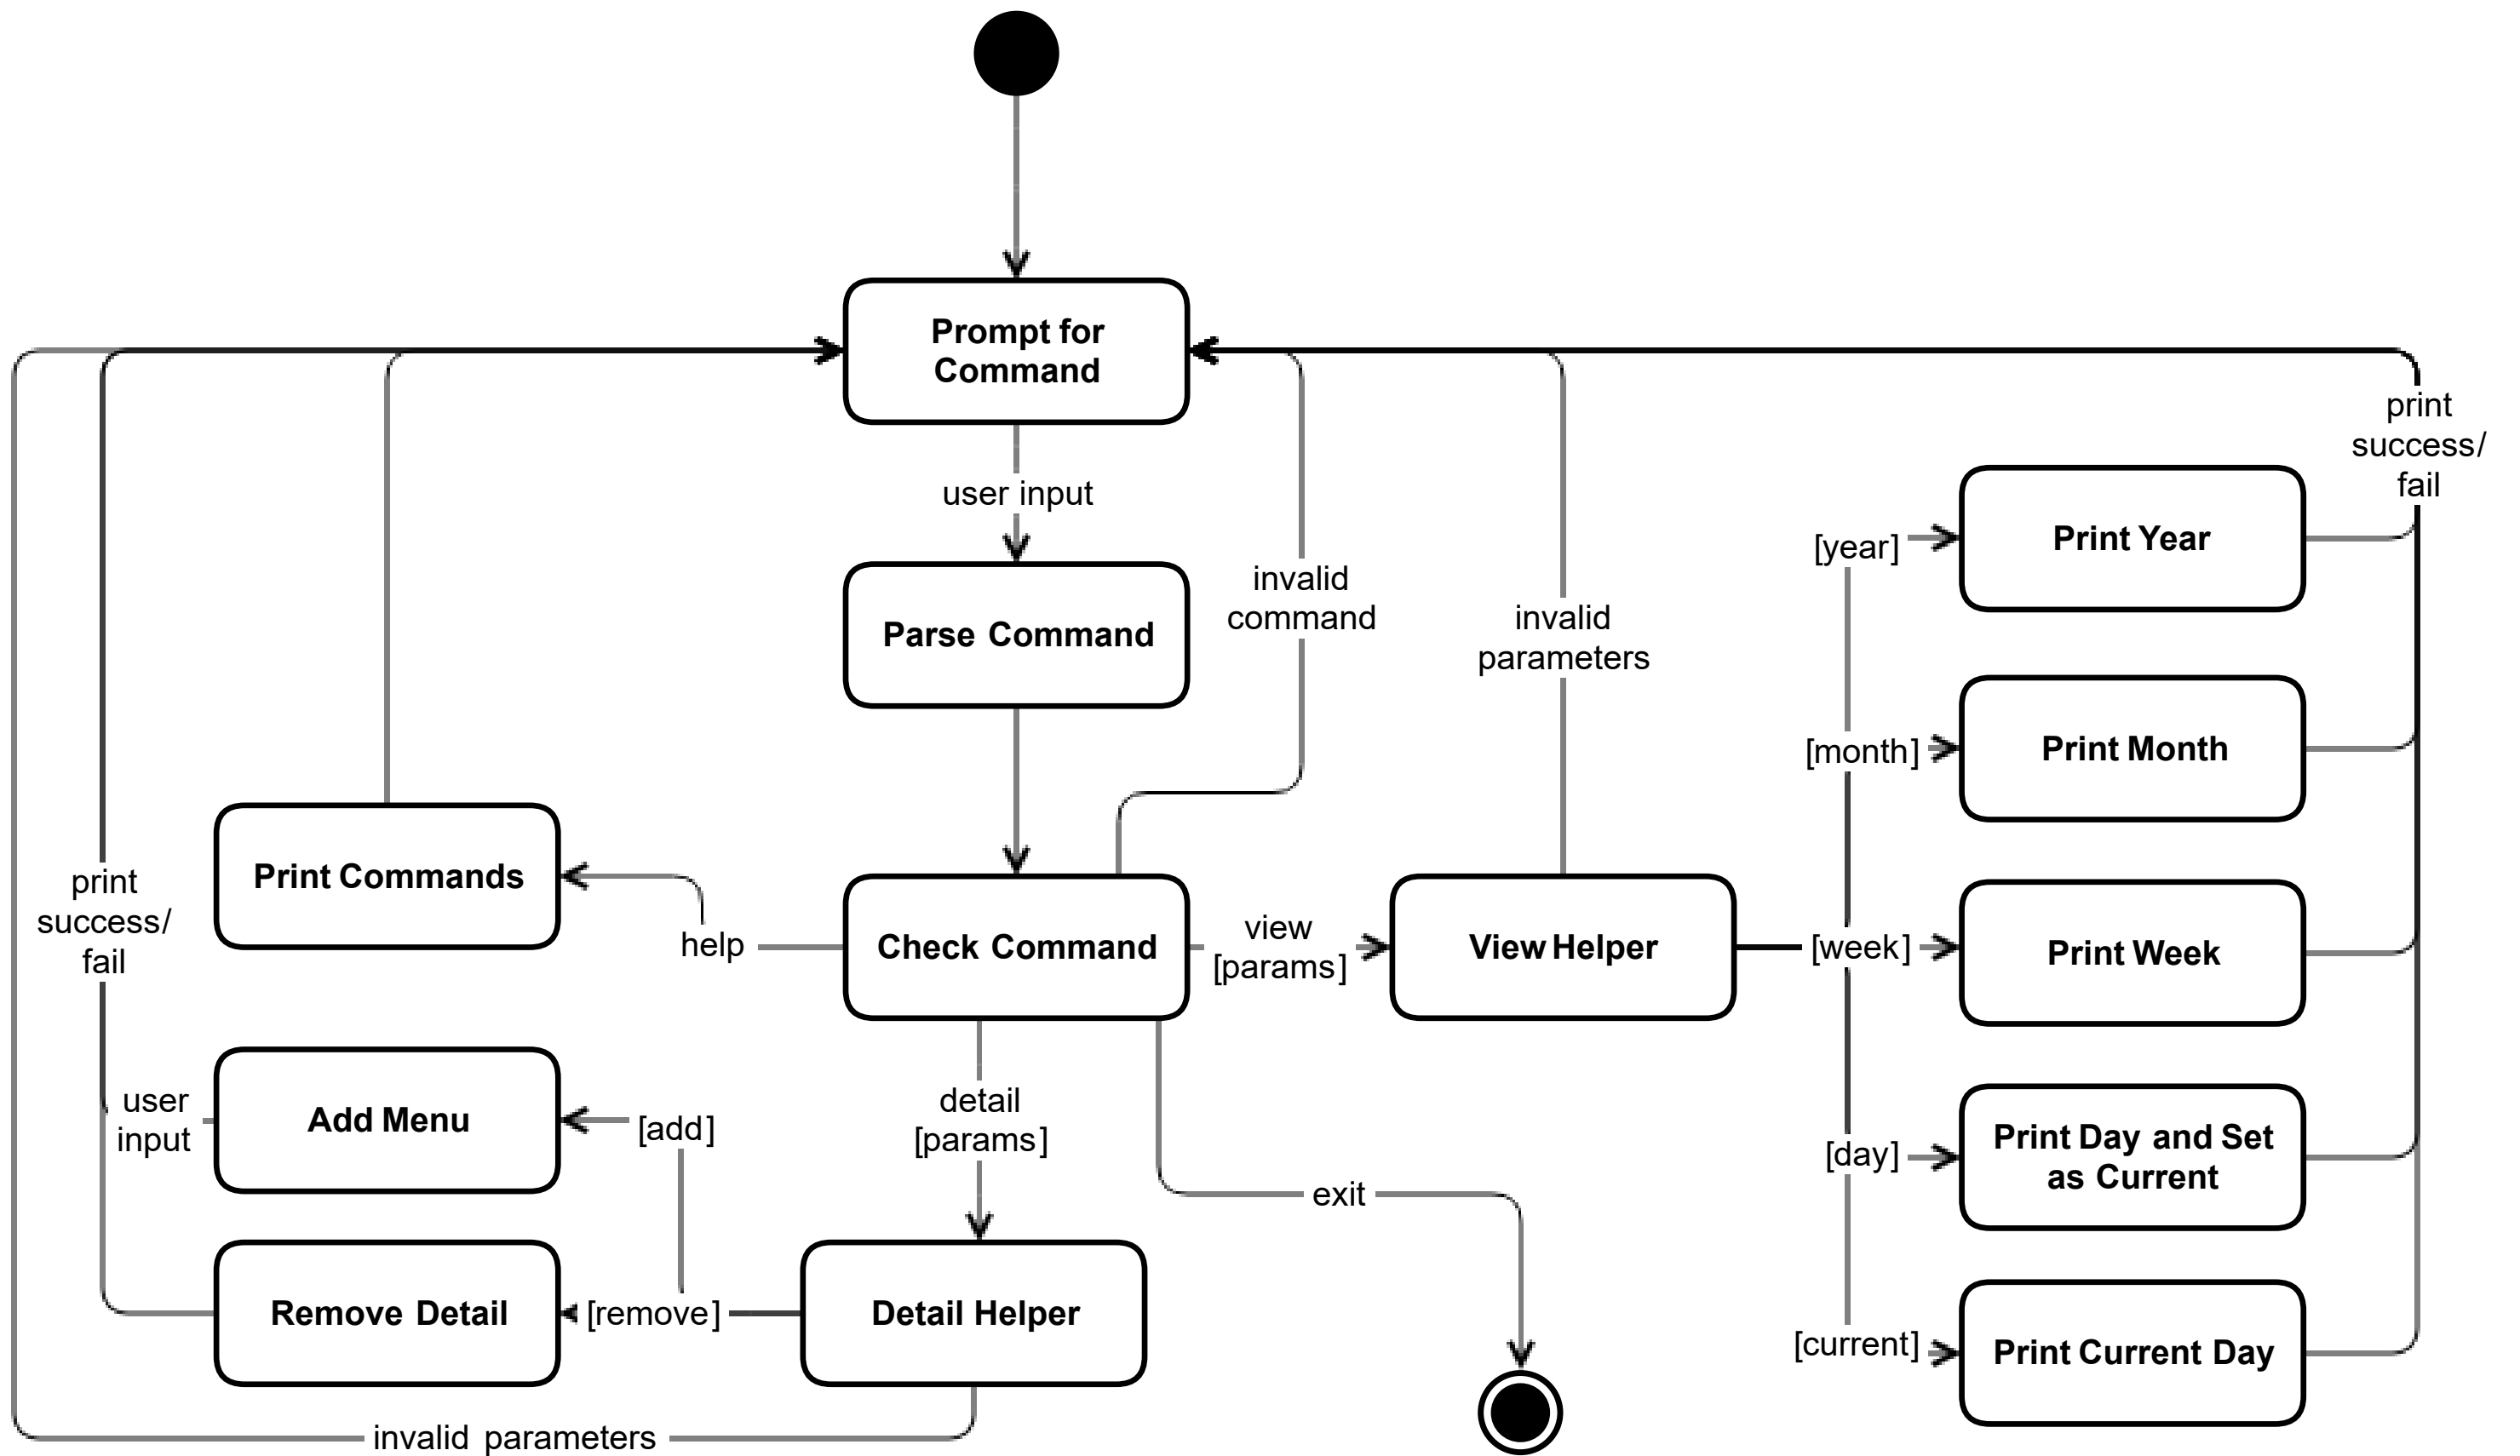 Prompt for
Command
user input
Parse Command
invalid
command
invalid
parameters
print
success/
fail
[year]
Print Year
[month]
Print Month
Print Commands
help
Check Command
view
[params]
View Helper
[week]
Print Week
print
success/
fail
user
input
Add Menu
[add]
detail
[params]
exit
[day]
Print Day and Set
as Current
Remove Detail
[remove]
Detail Helper
[current]
Print Current Day
invalid parameters